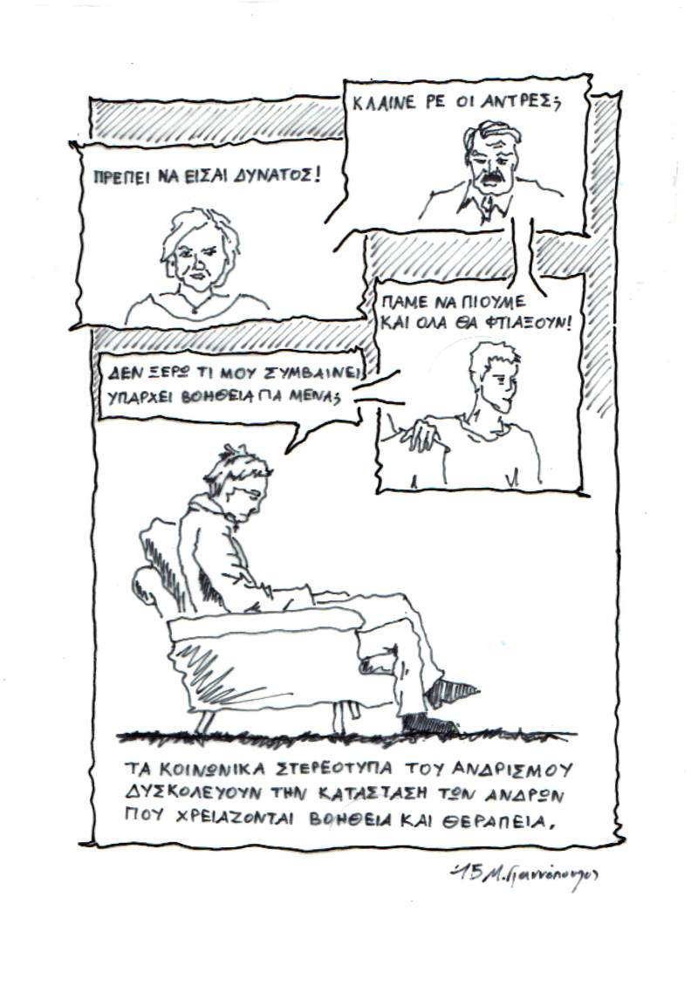 ΚΛΑΙΝΕ ΡΕ ΟΙ ΑΝΤΡΕΣ;
ΠΡΕΠΕΙ ΝΑ ΕΙΣΑΙ ΔΥΝΑΤΟΣ!
ΠΑΜΕ ΝΑ ΠΙΟΥΜΕ
ΚΑΙ ΟΛΑ ΘΑ ΦΤΙΑΞΟΥΝ!
ΔΕΝ ΞΕΡΩ ΤΙ ΜΟΥ ΣΥΜΒΑΙΝΕΙ,
ΥΠΑΡΧΕΙ ΒΟΗΘΕΙΑ ΓΙΑ ΜΕΝΑ;
ΤΑ ΚΟΙΝΩΝΙΚΑ ΣΤΕΡΕΟΤΥΠΑ ΤΟΥ ΑΝΔΡΙΣΜΟΥ
ΔΥΣΚΟΛΕΥΟΥΝ ΤΗΝ ΚΑΤΑΣΤΑΣΗ ΤΩΝ ΑΝΔΡΩΝ
ΠΟΥ ΧΡΕΙΑΖΟΝΤΑΙ ΒΟΗΘΕΙΑ ΚΑΙ ΘΕΡΑΠΕΙΑ.
'15 Μ. Γιαννόπουλος